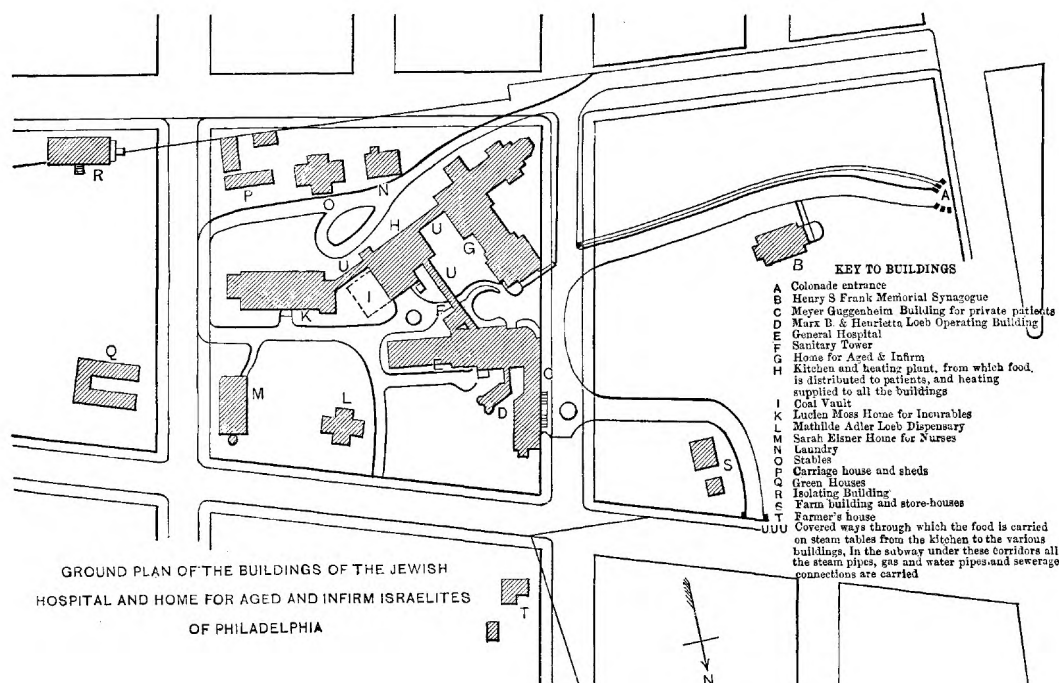 R
P
O
N
H
U
G
U
U
I
K
F
E
C
D
Q
M
L
A
B
S
T
N
KEY TO BUILDINGS
A Colonade entrance
B Henry S Frank Memorial Synagogue
C Meyer Guggenheim Building for private patients
D Marx B. & Henrietta Loeb Operating Building
E General Hospital
F Sanitary Tower
G Home for Aged & Infirm
H Kitchen and heating plant, from which food,
is distributed to patients, and heating
supplied to all the buildings
I Coal Vault
K Lucien Moss Home for Incurables
L Mathilde Adler Loeb Dispensary
M Sarah Eisner Home for Nurses
N Laundry
O Stables
P Carriage house and sheds
Q Green Houses
R Isolating Building
S Farm building and store-houses
T Farmer's house
UUU Covered ways through which the food is carried
on steam tables from the kitchen to the various
buildings, In the subway under these corridors all
the steam pipes, gas and water pipes, and sewerage
connections are carried
GROUND PLAN OF THE BUILDINGS OF THE JEWISH
HOSPITAL AND HOME FOR AGED AND INFIRM ISRAELITES
OF PHILADELPHIA